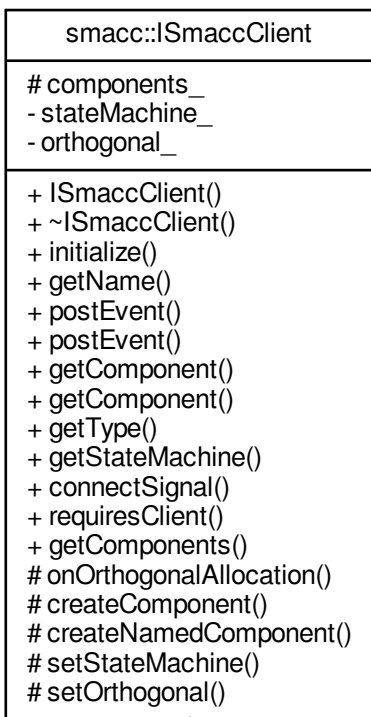 smacc::ISmaccClient
# components_
- stateMachine_
- orthogonal_
+ ISmaccClient()
+ ~ISmaccClient()
+ initialize()
+ getName()
+ postEvent()
+ postEvent()
+ getComponent()
+ getComponent()
+ getType()
+ getStateMachine()
+ connectSignal()
+ requiresClient()
+ getComponents()
# onOrthogonalAllocation()
# createComponent()
# createNamedComponent()
# setStateMachine()
# setOrthogonal()